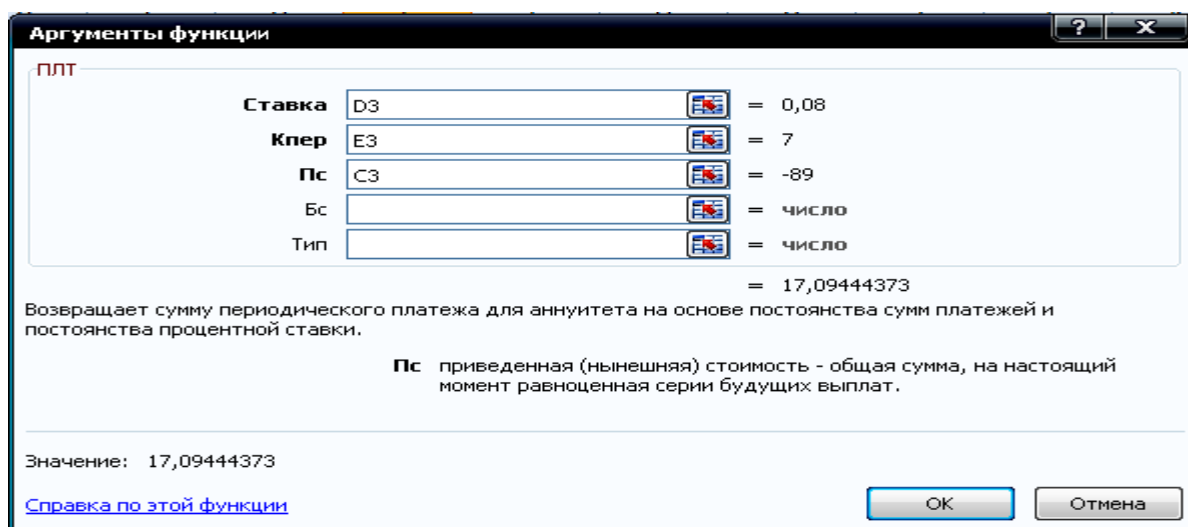 Аргументы функции
ПЛТ
Ставка D3 = 0,08
Кпер E3 = 7
Пс C3 = -89
Бс = число
Тип = число
= 17,09444373
Возвращает сумму периодического платежа для аннуитета на основе постоянства сумм платежей и
постоянства процентной ставки.
Пс приведенная (нынешняя) стоимость - общая сумма, на настоящий
момент равноценная серии будущих выплат.
Значение: 17,09444373
Справка по этой функции
ОК
Отмена